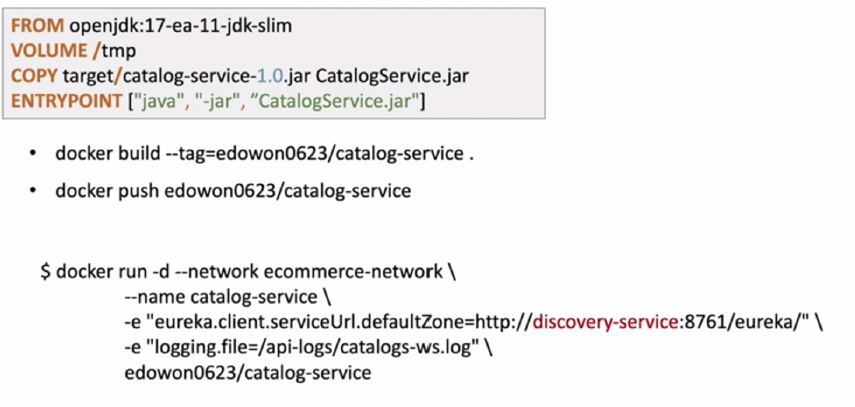 FROM openjdk:17-ea-11-jdk-slim
VOLUME /tmp
COPY target/catalog-service-1.0.jar CatalogService.jar
ENTRYPOINT ["java", "-jar", ”CatalogService.jar"]
• docker build --tag=edowon0623/catalog-service .
• docker push edowon0623/catalog-service
$ docker run -d --network ecommerce-network \
--name catalog-service \
-e "eureka.client.serviceUrl.defaultZone=http://discovery-service:8761/eureka/" \
-e "logging.file=/api-logs/catalogs-ws.log" \
edowon0623/catalog-service